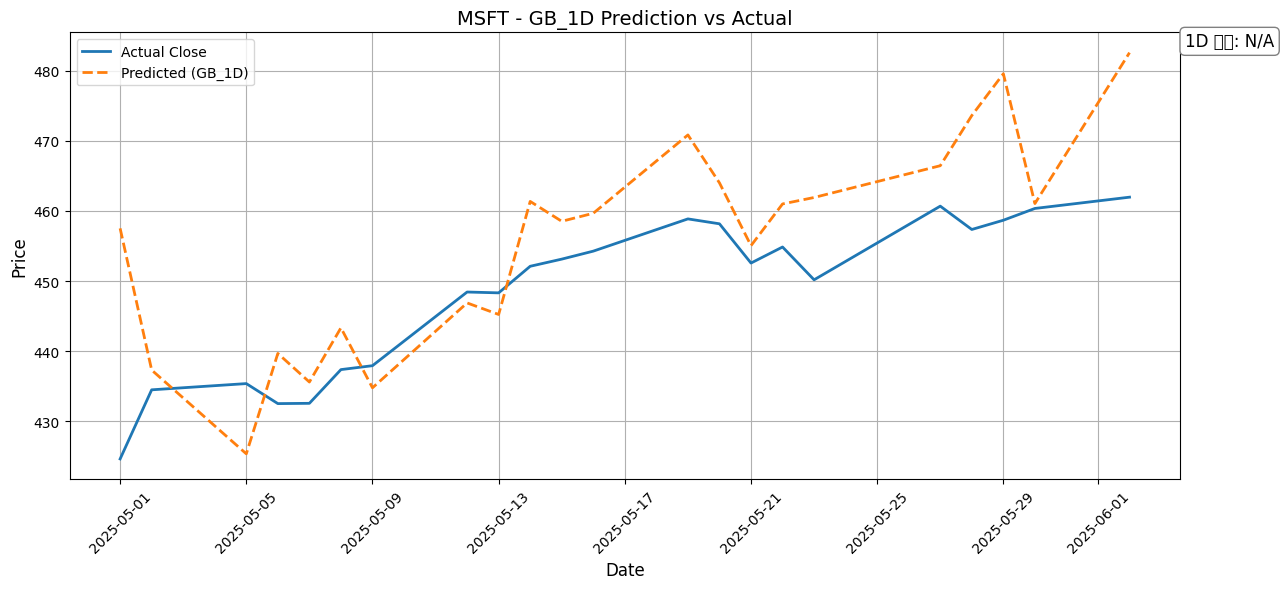 MSFT - GB_1D Prediction vs Actual
1D : N/A
Actual Close
Predicted (GB_1D)
480
470
460
450
440
430
Price
2025-05-01
2025-05-05
2025-05-09
2025-05-13
2025-05-17
2025-05-21
2025-05-25
2025-05-29
2025-06-01
Date